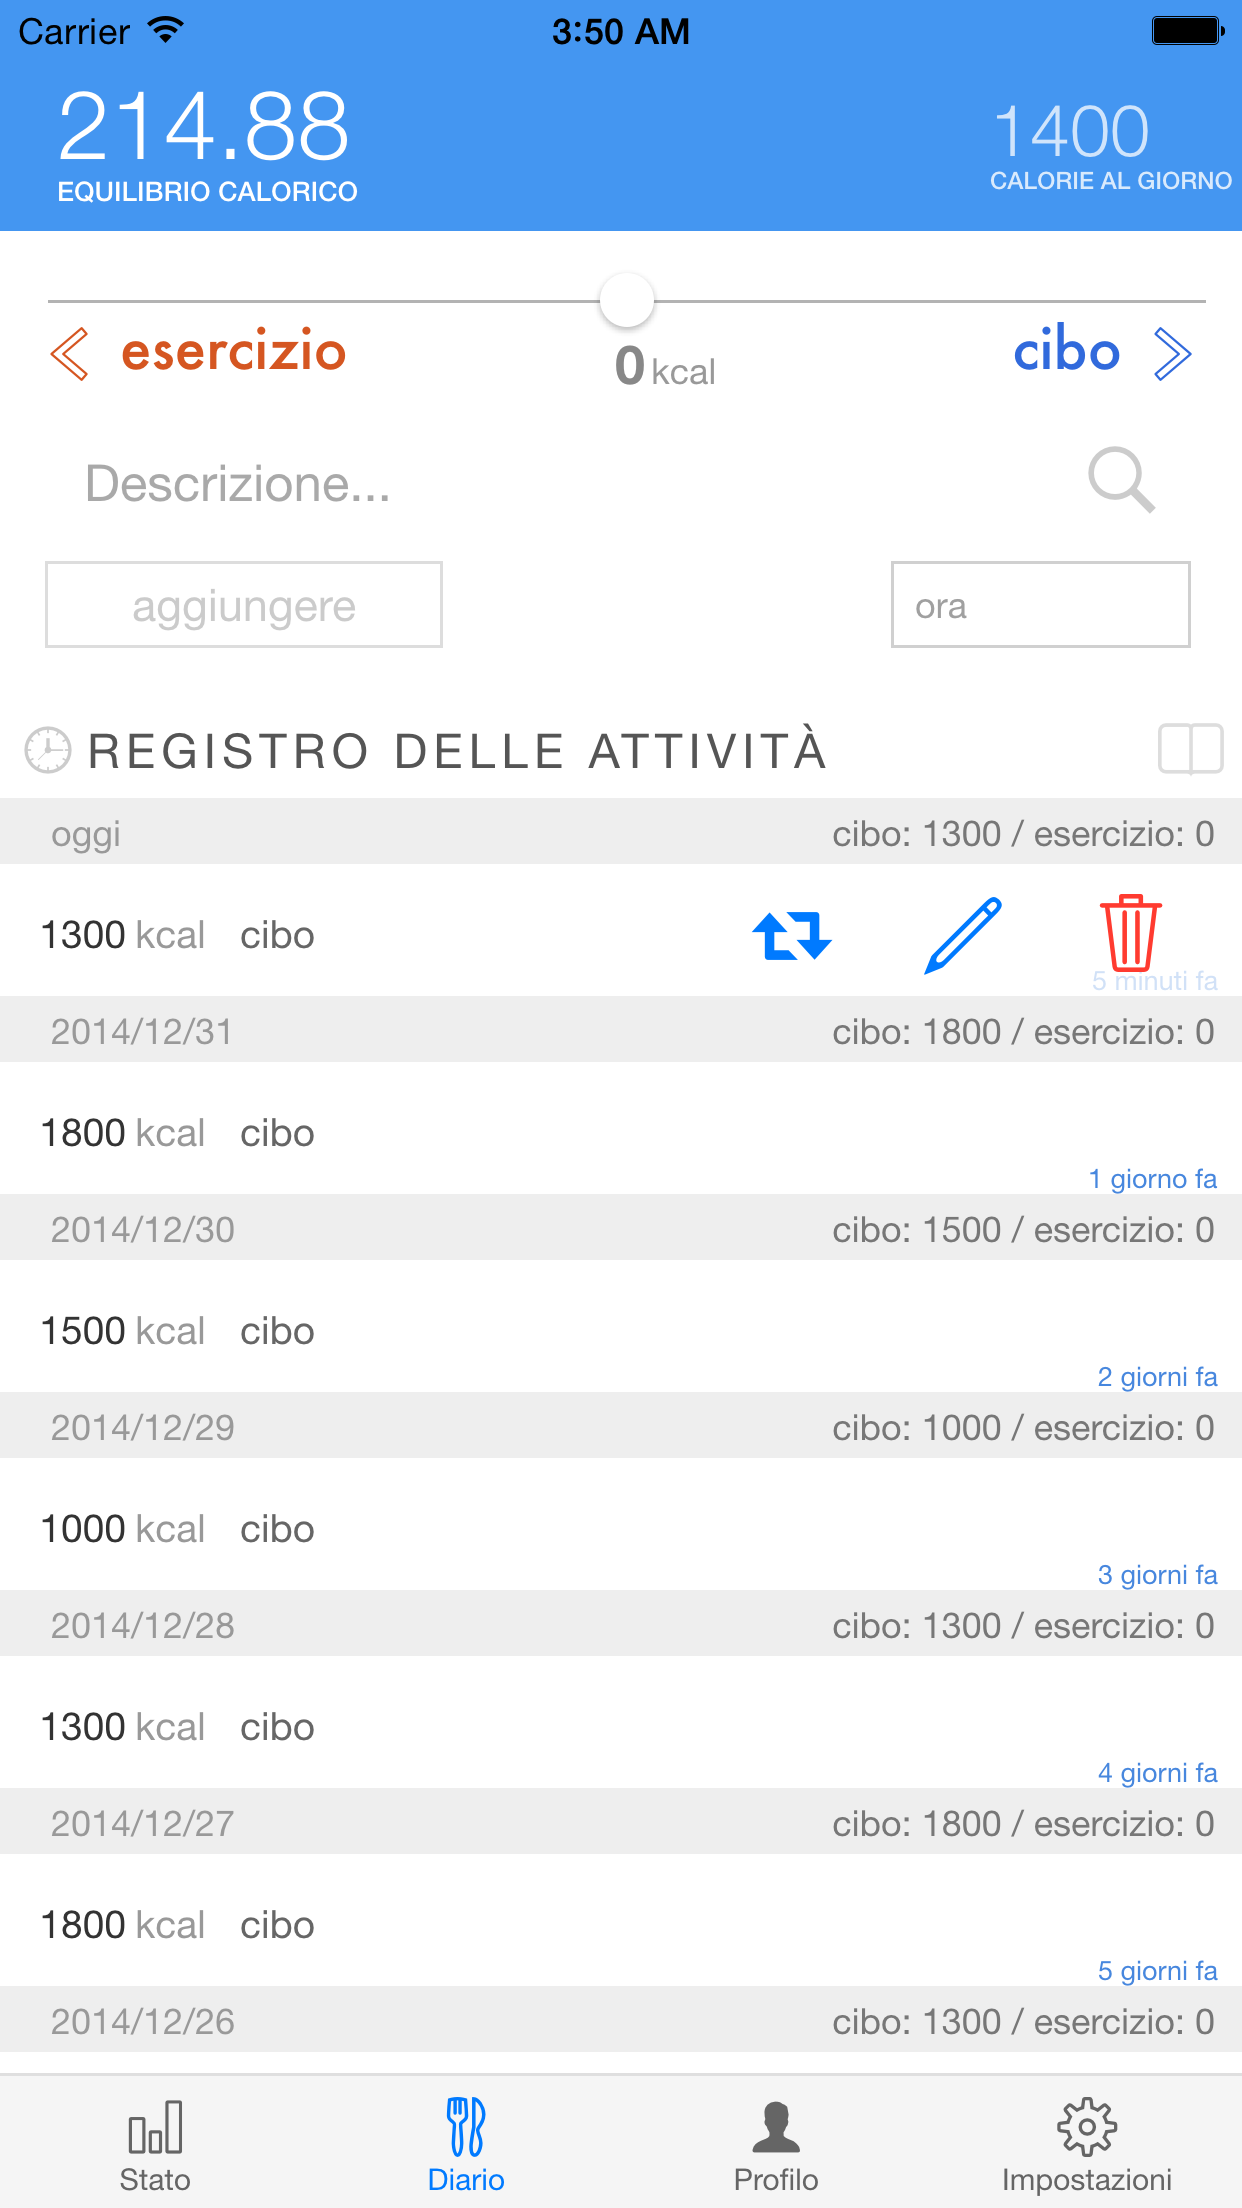 Carrier 3:50 AM
214.88 1400
EQUILIBRIO CALORICO CALORIE AL GIORNO
esercizio 0 kcal cibo
Descrizione...
aggiungere ora
REGISTRO DELLE ATTIVITÀ
oggi cibo: 1300 / esercizio: 0
1300 kcal cibo
5 minuti fa
2014/12/31 cibo: 1800 / esercizio: 0
1800 kcal cibo
1 giorno fa
2014/12/30 cibo: 1500 / esercizio: 0
1500 kcal cibo
2 giorni fa
2014/12/29 cibo: 1000 / esercizio: 0
1000 kcal cibo
3 giorni fa
2014/12/28 cibo: 1300 / esercizio: 0
1300 kcal cibo
4 giorni fa
2014/12/27 cibo: 1800 / esercizio: 0
1800 kcal cibo
5 giorni fa
2014/12/26 cibo: 1300 / esercizio: 0
Stato Diario Profilo Impostazioni